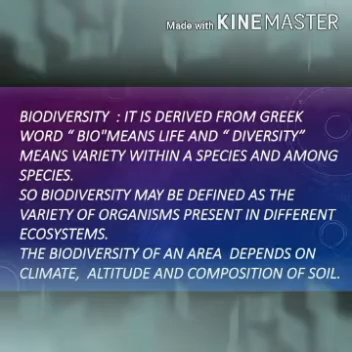 Made with KINEMASTER
BIODIVERSITY : IT IS DERIVED FROM GREEK
WORD “ BIO"MEANS LIFE AND “ DIVERSITY”
MEANS VARIETY WITHIN A SPECIES AND AMONG
SPECIES.
SO BIODIVERSITY MAY BE DEFINED AS THE
VARIETY OF ORGANISMS PRESENT IN DIFFERENT
ECOSYSTEMS.
THE BIODIVERSITY OF AN AREA DEPENDS ON
CLIMATE, ALTITUDE AND COMPOSITION OF SOIL.